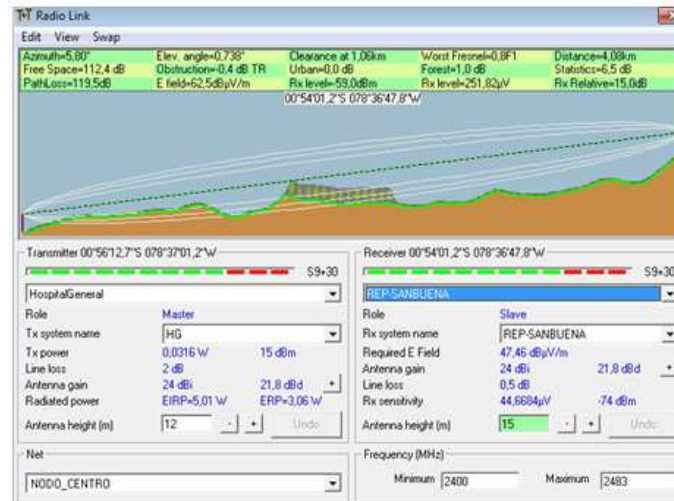 Radio Link
Edit View Swap
Azimuth=5,80° Elev. angle=0,738° Clearance at 1,06km Worst Fresnel=0,8F1 Distance=4,08km
Free Space=112,4 dB Obstruction=-0,4 dB TR Urban=0,0 dB Forest=1,0 dB Statistics=6,5 dB
PathLoss=119,5dB E field=62,5dBµV/m Rx level=-59,0dBm Rx level=251,82µV Rx Relative=15,0dB
00°54'01,2"S 078°36'47,8"W
Transmitter 00°56'12,7"S 078°37'01,2"W
S9+30
HospitalGeneral
Role Master
Tx system name HG
Tx power 0,0316 W 15 dBm
Line loss 2 dB
Antenna gain 24 dBi 21,8 dBd +
Radiated power EIRP=5,01 W ERP=3,06 W
Antenna height (m) 12 - + Undo
Net
NODO_CENTRO
Receiver 00°54'01,2"S 078°36'47,8"W
S9+30
REP-SANBUENA
Role Slave
Rx system name REP-SANBUENA
Required E Field 47,46 dBµV/m
Antenna gain 24 dBi 21,8 dBd +
Line loss 0,5 dB
Rx sensitivity 44,6684µV -74 dBm
Antenna height (m) 15 - + Undo
Frequency (MHz)
Minimum 2400 Maximum 2483